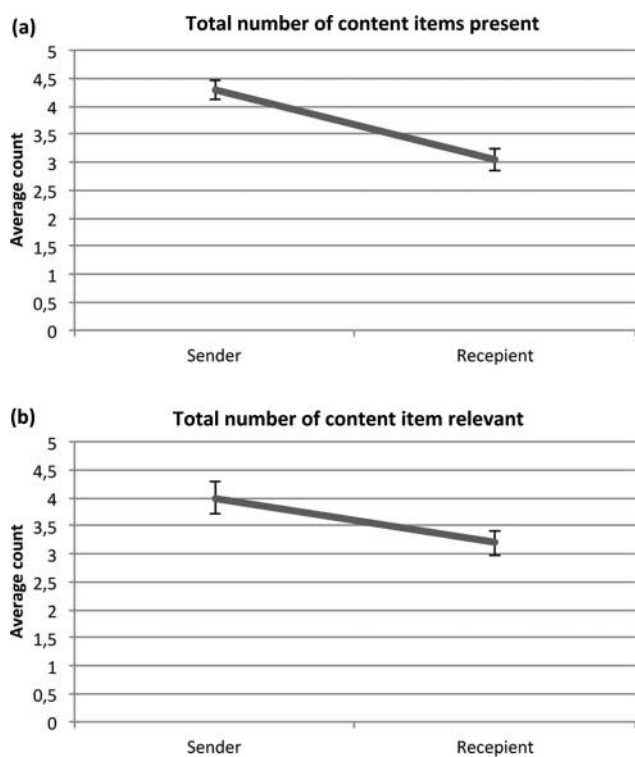 (a)
Total number of content items present
Average count
5
4,5
4
3,5
3
2,5
2
1,5
1
0,5
0
Sender Recepient
(b)
Total number of content item relevant
Average count
5
4,5
4
3,5
3
2,5
2
1,5
1
0,5
0
Sender Recepient